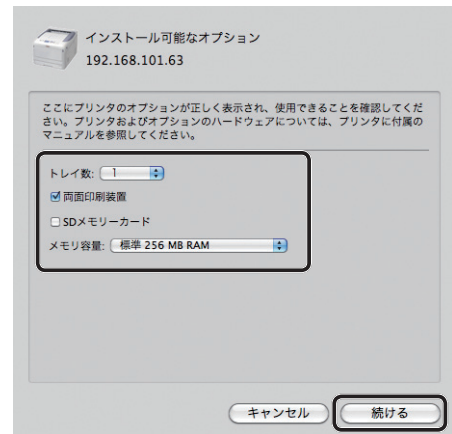 インストール可能なオプション
192.168.101.63
ここにプリンタのオプションが正しく表示され、使用できることを確認してくだ
さい。プリンタおよびオプションのハードウェアについては、プリンタに付属の
マニュアルを参照してください。
トレイ数: 1
両面印刷装置
SDメモリーカード
メモリ容量: 標準 256 MB RAM
キャンセル 続ける